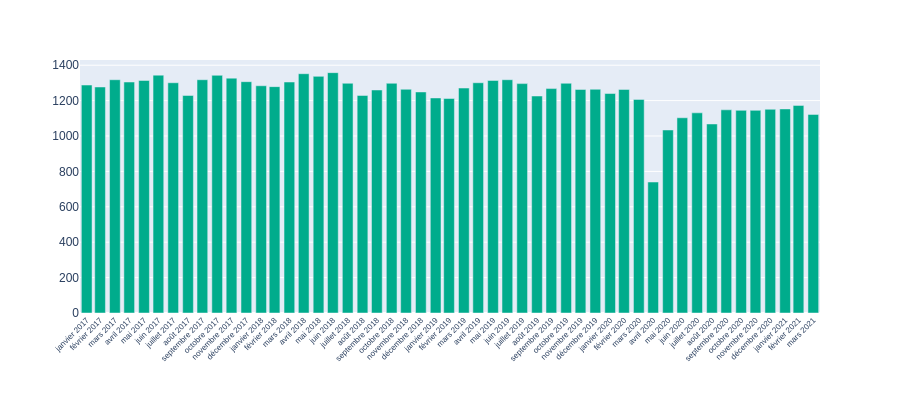 1400
1200
1000
800
600
400
200
0
janvier 2017
février 2017
mars 2017
avril 2017
mai 2017
juin 2017
juillet 2017
août 2017
septembre 2017
octobre 2017
novembre 2017
décembre 2017
janvier 2018
février 2018
mars 2018
avril 2018
mai 2018
juin 2018
juillet 2018
août 2018
septembre 2018
octobre 2018
novembre 2018
décembre 2018
janvier 2019
février 2019
mars 2019
avril 2019
mai 2019
juin 2019
juillet 2019
août 2019
septembre 2019
octobre 2019
novembre 2019
décembre 2019
janvier 2020
février 2020
mars 2020
avril 2020
mai 2020
juin 2020
juillet 2020
août 2020
septembre 2020
octobre 2020
novembre 2020
décembre 2020
janvier 2021
février 2021
mars 2021